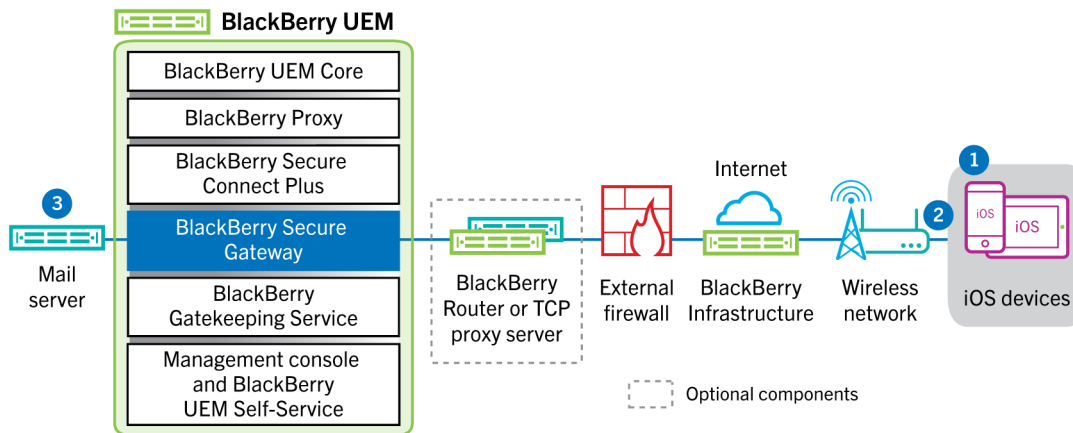 BlackBerry UEM
BlackBerry UEM Core
BlackBerry Proxy
BlackBerry Secure
Connect Plus
BlackBerry Secure
Gateway
BlackBerry
Gatekeeping Service
Management console
and BlackBerry
UEM Self-Service
3
Mail
server
BlackBerry
Router or TCP
proxy server
External
firewall
Internet
BlackBerry
Infrastructure
Wireless
network
2
1
iOS
iOS
iOS devices
Optional components